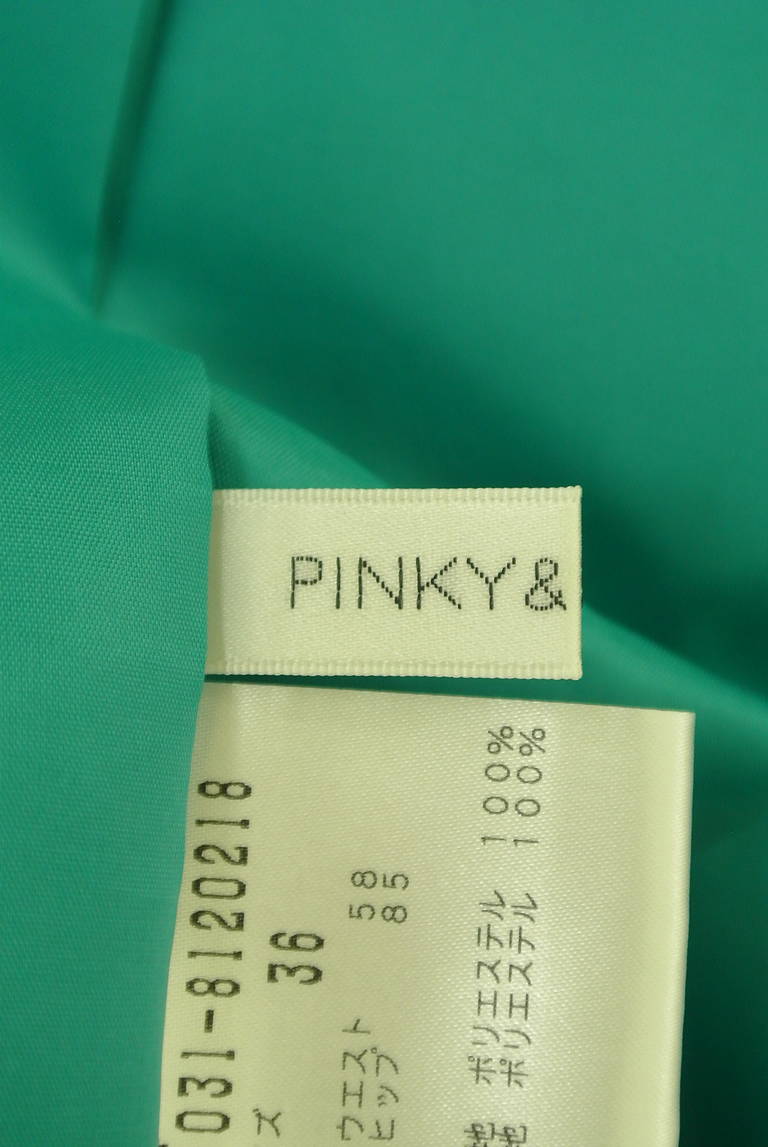 PINKY&
031-8120218
ズ 36
ウエスト 58
ヒップ 85
地 ポリエステル 100%
地 ポリエステル 100%